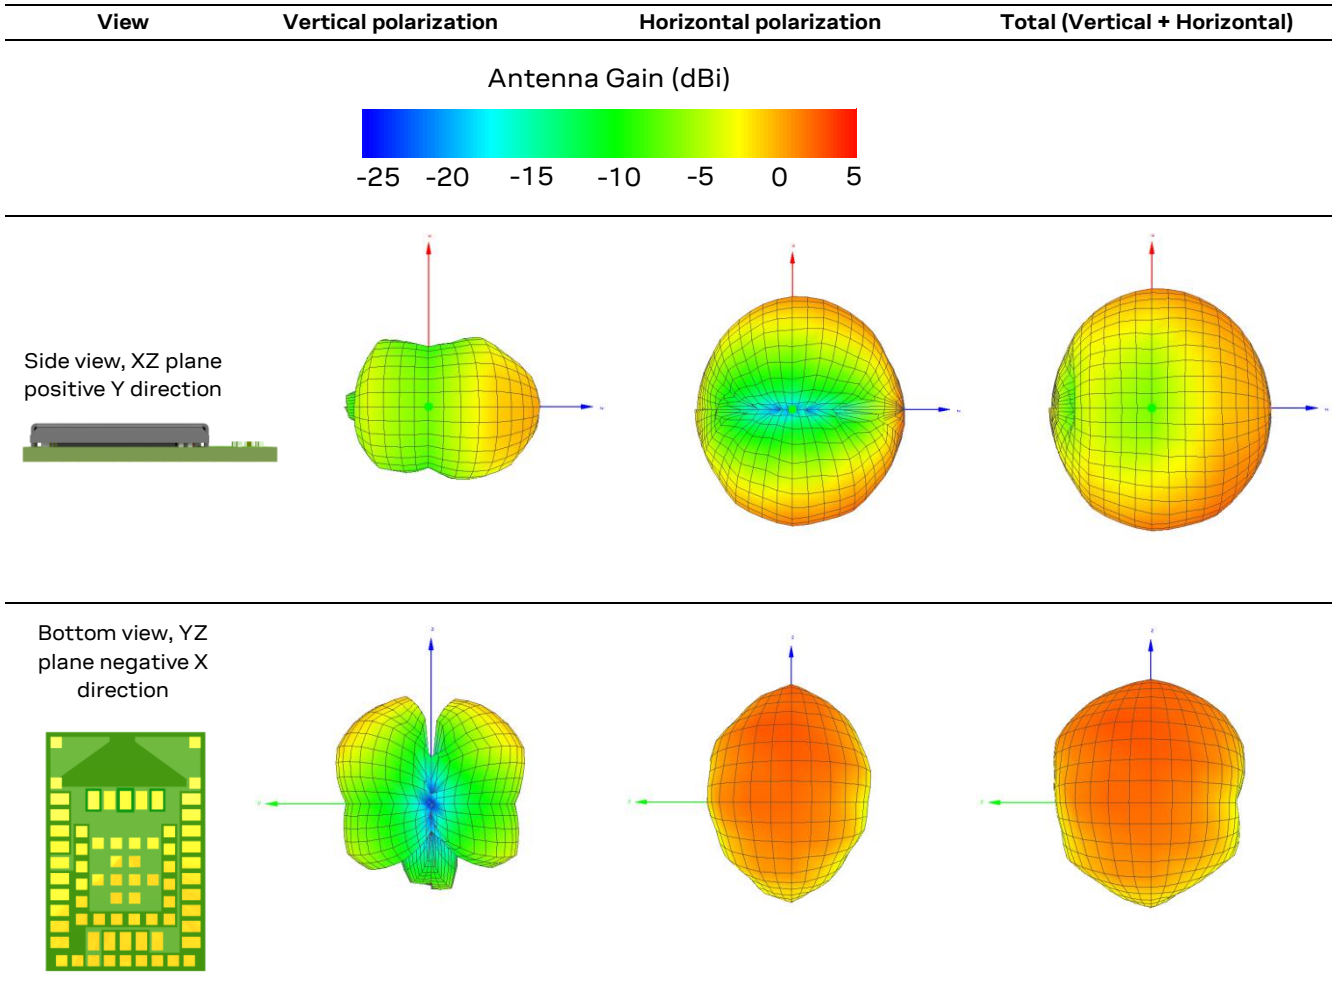 View Vertical polarization Horizontal polarization Total (Vertical + Horizontal)
Antenna Gain (dBi)
-25 -20 -15 -10 -5 0 5
Side view, XZ plane
positive Y direction
Bottom view, YZ
plane negative X
direction